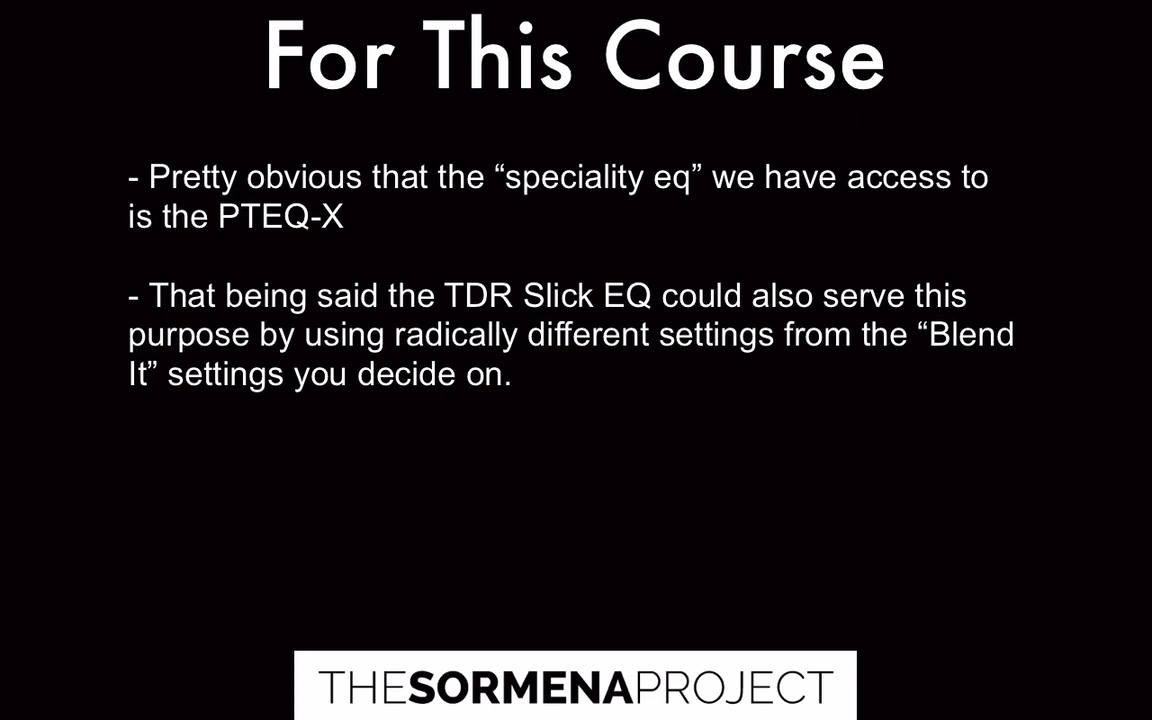 For This Course
- Pretty obvious that the “speciality eq” we have access to
is the PTEQ-X
- That being said the TDR Slick EQ could also serve this
purpose by using radically different settings from the “Blend
It” settings you decide on.
THESORMENAPROJECT